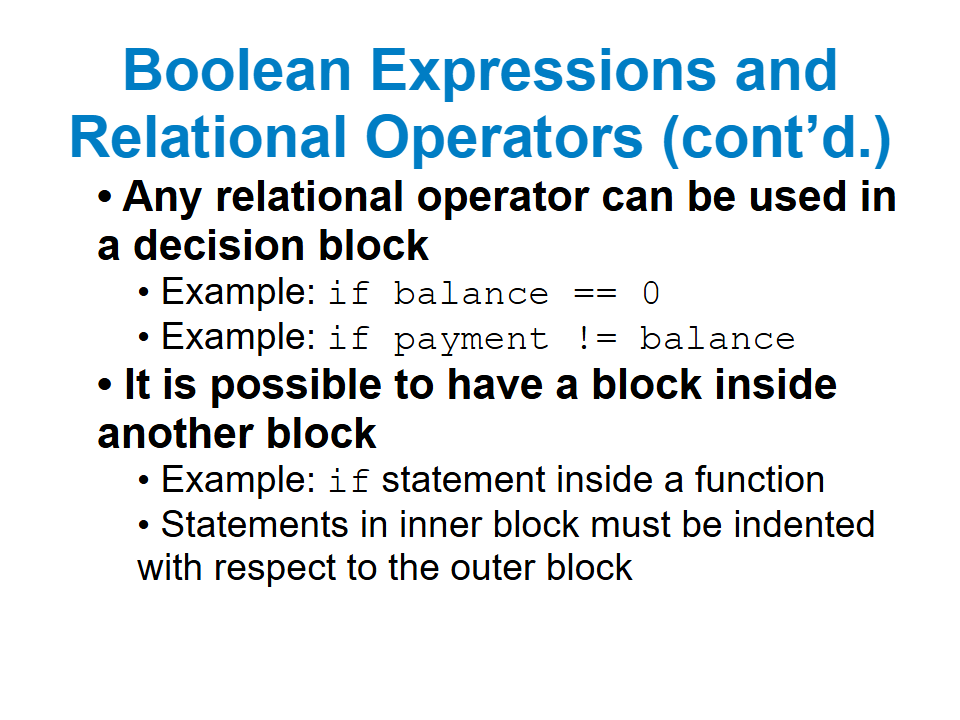 Boolean Expressions and
Relational Operators (cont’d.)
• Any relational operator can be used in
a decision block
• Example: if balance == 0
• Example: if payment != balance
• It is possible to have a block inside
another block
• Example: if statement inside a function
• Statements in inner block must be indented
with respect to the outer block